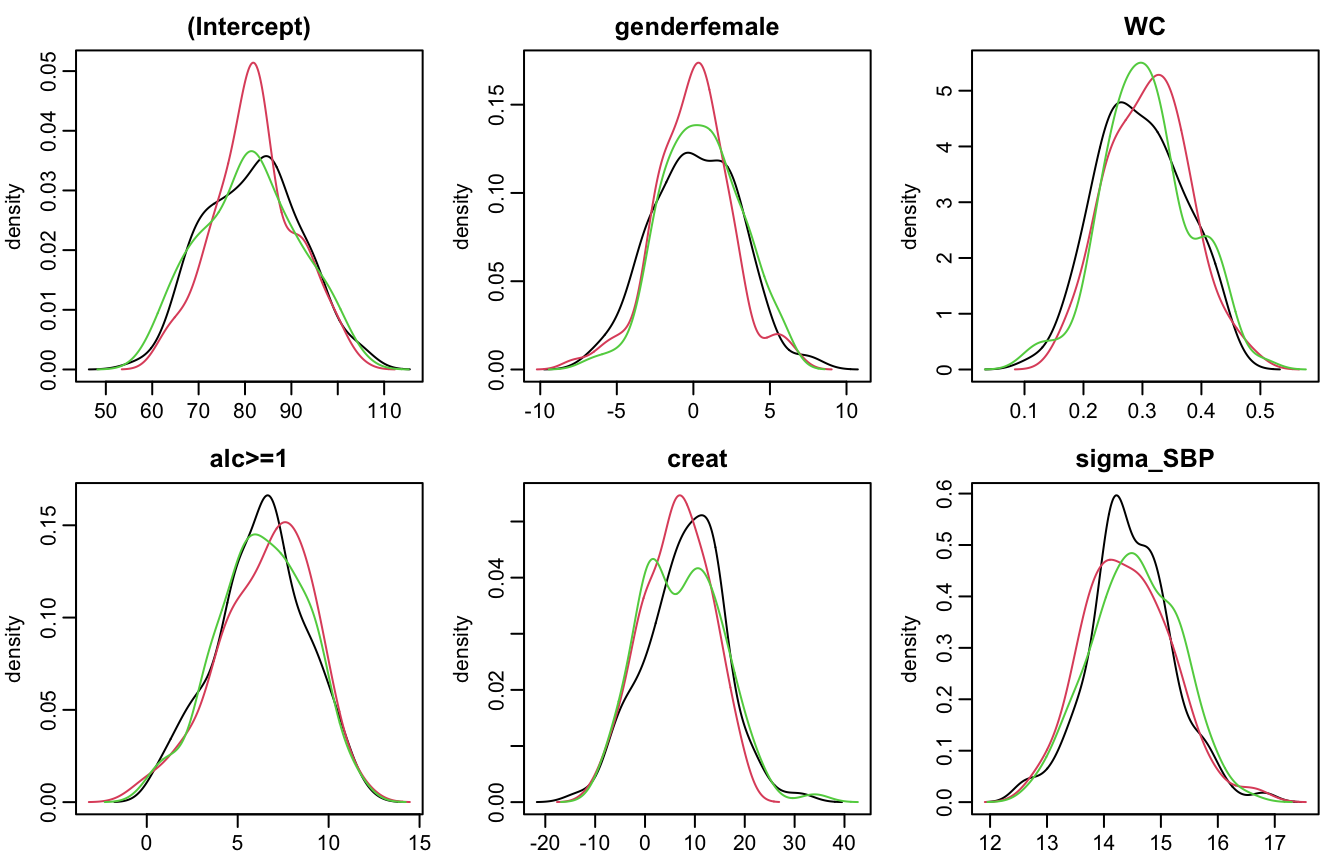 (Intercept)
density
0.00 0.01 0.02 0.03 0.04 0.05
50 60 70 80 90 110
genderfemale
density
0.00 0.05 0.10 0.15
-10 -5 0 5 10
WC
density
0 1 2 3 4 5
0.1 0.2 0.3 0.4 0.5
alc>=1
density
0.00 0.05 0.10 0.15
0 5 10 15
creat
density
0.00 0.02 0.04
-20 -10 0 10 20 30 40
sigma_SBP
density
0.0 0.1 0.2 0.3 0.4 0.5 0.6
12 13 14 15 16 17